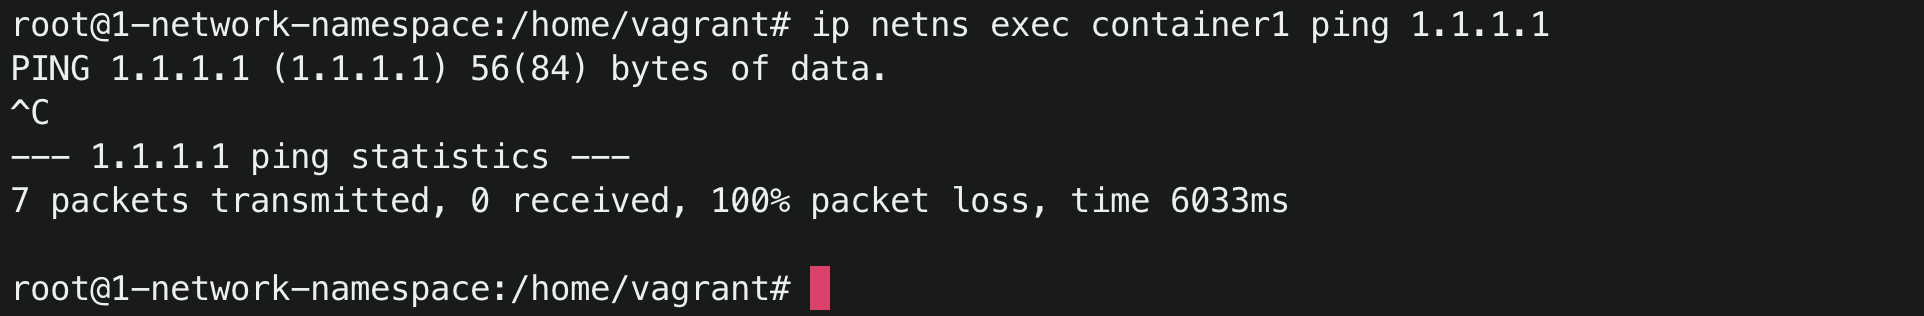 root@1-network-namespace:/home/vagrant# ip netns exec container1 ping 1.1.1.1
PING 1.1.1.1 (1.1.1.1) 56(84) bytes of data.
^C
--- 1.1.1.1 ping statistics ---
7 packets transmitted, 0 received, 100% packet loss, time 6033ms
root@1-network-namespace:/home/vagrant#